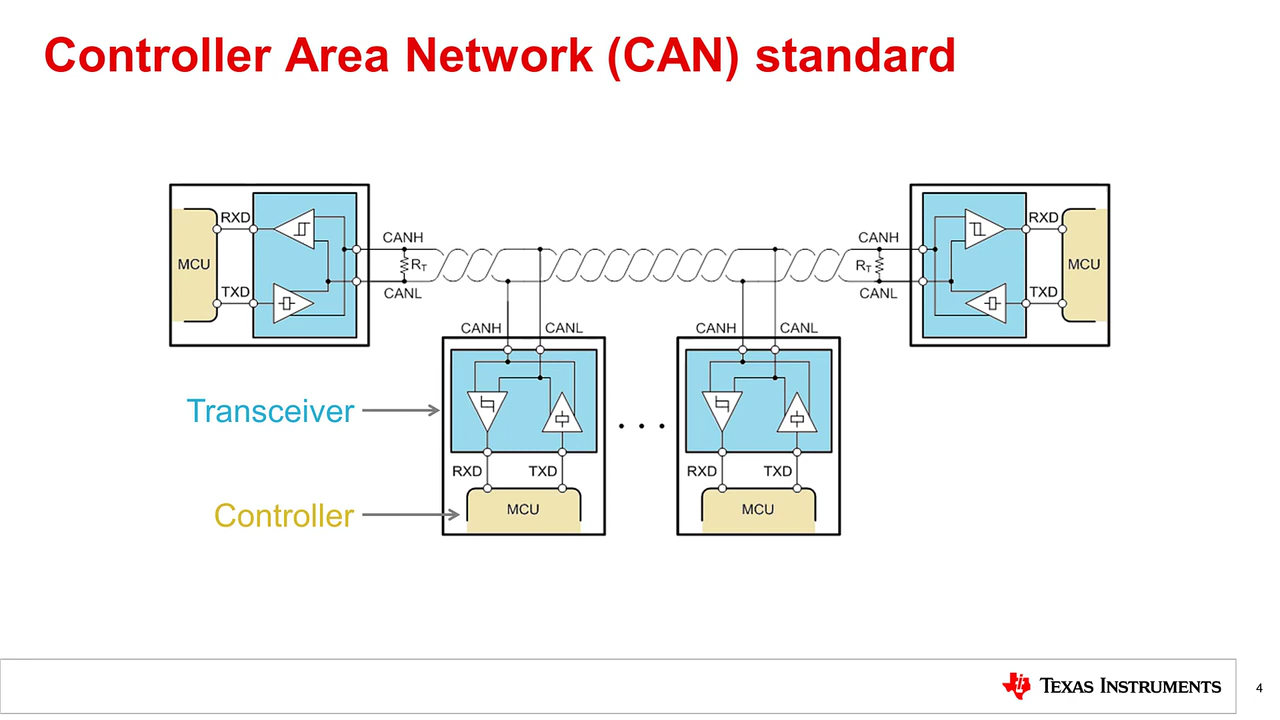 Controller Area Network (CAN) standard
RXD
MCU
TXD
CANH
RT
CANL
CANH
RT
CANL
RXD
MCU
TXD
CANH CANL
CANH CANL
Transceiver
. . .
RXD TXD
RXD TXD
Controller
MCU
MCU
TEXAS INSTRUMENTS
4